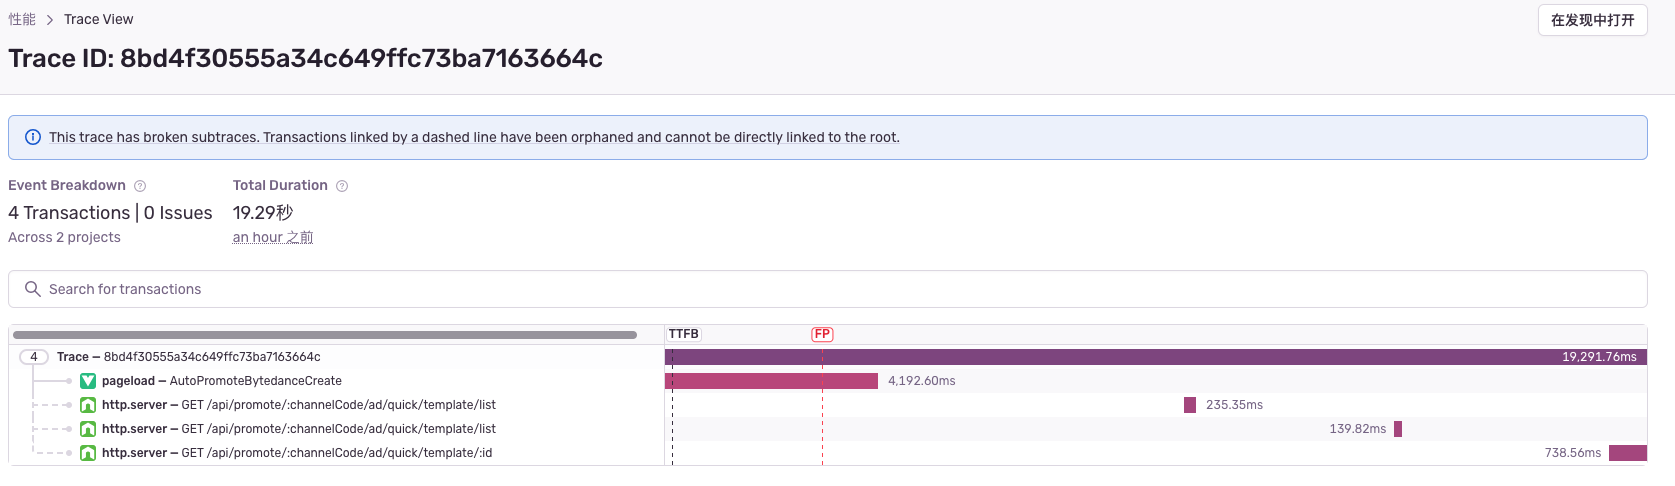 性能 > Trace View
在发现中打开
Trace ID: 8bd4f30555a34c649ffc73ba7163664c
This trace has broken subtraces. Transactions linked by a dashed line have been orphaned and cannot be directly linked to the root.
Event Breakdown
Total Duration
4 Transactions | 0 Issues
19.29秒
Across 2 projects
an hour 之前
Search for transactions
TTFB
FP
4 Trace – 8bd4f30555a34c649ffc73ba7163664c 19,291.76ms
pageload – AutoPromoteBytedanceCreate 4,192.60ms
http.server – GET /api/promote/:channelCode/ad/quick/template/list 235.35ms
http.server – GET /api/promote/:channelCode/ad/quick/template/list 139.82ms
http.server – GET /api/promote/:channelCode/ad/quick/template/:id 738.56ms